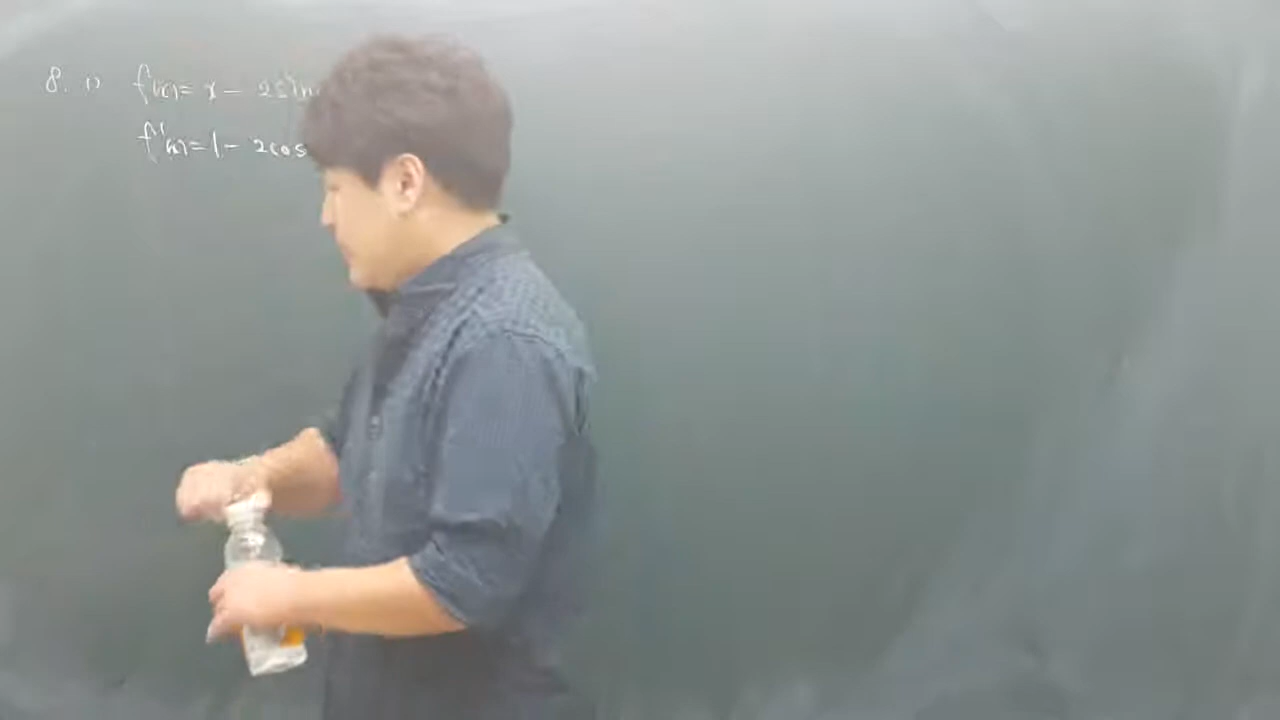 8. 1) f(x)= x - 2sin
f'(x)= 1 - 2cos